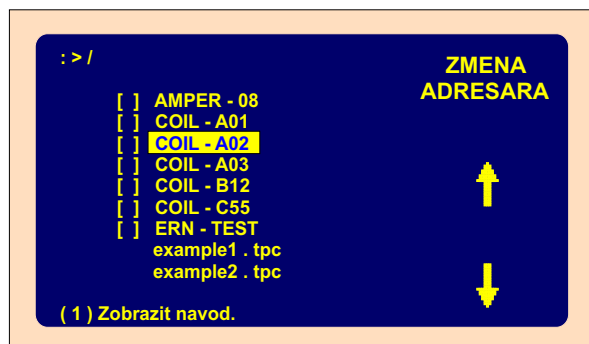 : > /
ZMENA
ADRESARA
[ ] AMPER - 08
[ ] COIL - A01
[ ] COIL - A02
[ ] COIL - A03
[ ] COIL - B12
[ ] COIL - C55
[ ] ERN - TEST
example1 . tpc
example2 . tpc
( 1 ) Zobrazit navod.